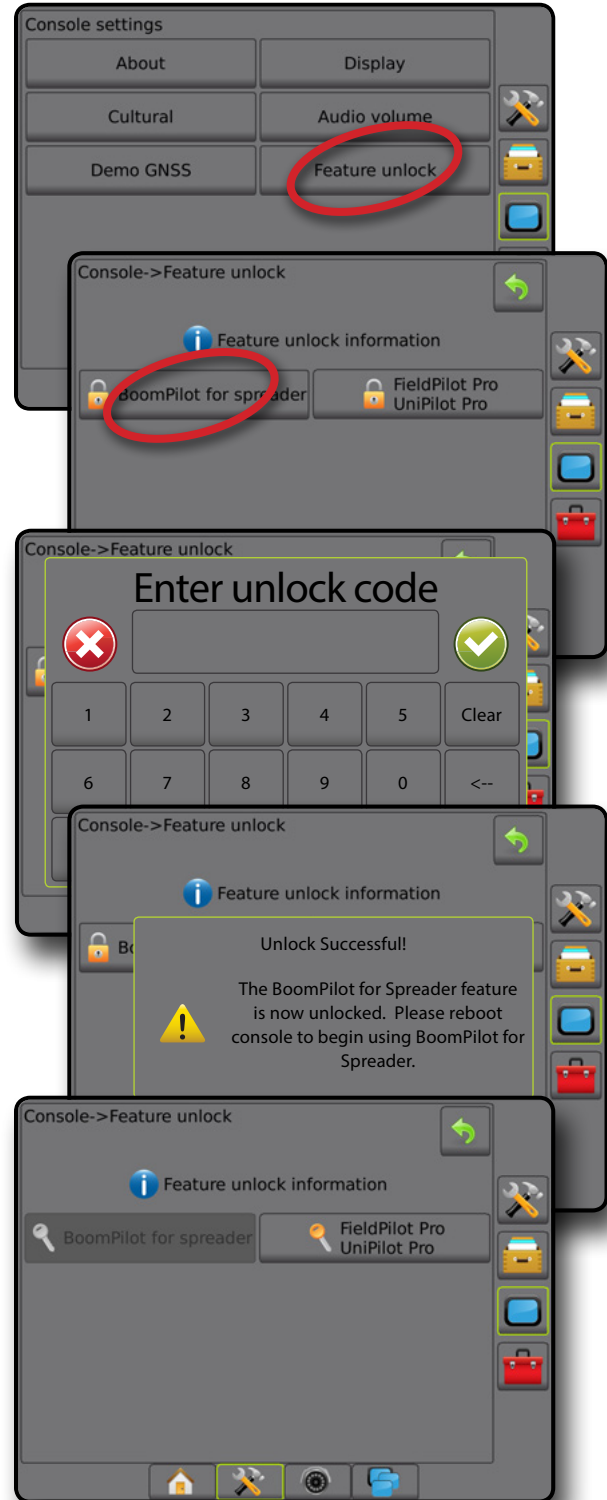 Console settings
About
Display
Cultural
Audio volume
Demo GNSS
Feature unlock
Console->Feature unlock
Feature unlock information
BoomPilot for spreader
FieldPilot Pro
UniPilot Pro
Console->Feature unlock
Enter unlock code
1 2 3 4 5 Clear
6 7 8 9 0 <--
Console->Feature unlock
Feature unlock information
Bo
Unlock Successful!
The BoomPilot for Spreader feature
is now unlocked. Please reboot
console to begin using BoomPilot for
Spreader.
Console->Feature unlock
Feature unlock information
BoomPilot for spreader
FieldPilot Pro
UniPilot Pro